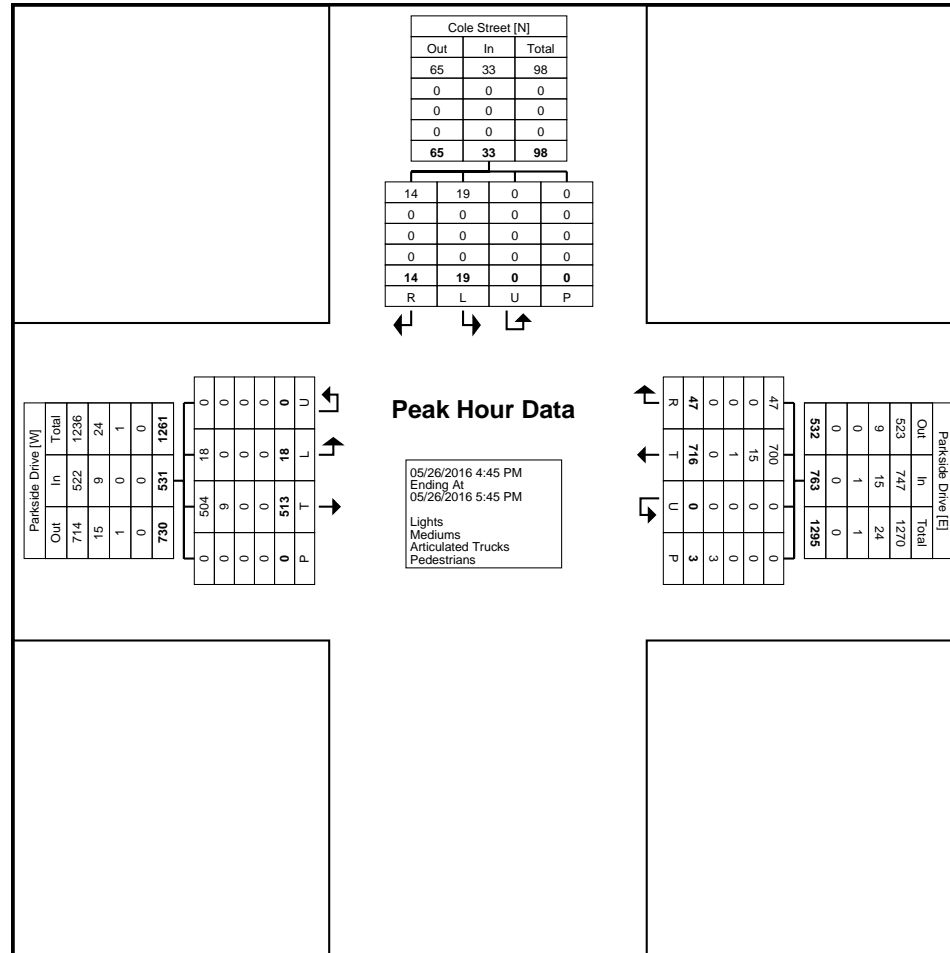 Cole Street [N]
Out In Total
65 33 98
0 0 0
0 0 0
0 0 0
65 33 98
14 19 0 0
0 0 0 0
0 0 0 0
0 0 0 0
14 19 0 0
R L U P
Peak Hour Data
05/26/2016 4:45 PM
Ending At
05/26/2016 5:45 PM
Lights
Mediums
Articulated Trucks
Pedestrians
Parkside Drive [W]
Total 1236 24 1 0 1261
In 522 9 0 0 531
Out 714 15 1 0 730
0 0 0 0 0 U
18 0 0 0 18 L
504 9 0 0 513 T
0 0 0 0 0 P
R 47 0 0 0 47
T 716 0 1 15 700
U 0 0 0 0 0
P 3 3 0 0 0
Parkside Drive [E]
Out In Total
523 747 1270
9 15 24
0 1 1
0 0 0
532 763 1295